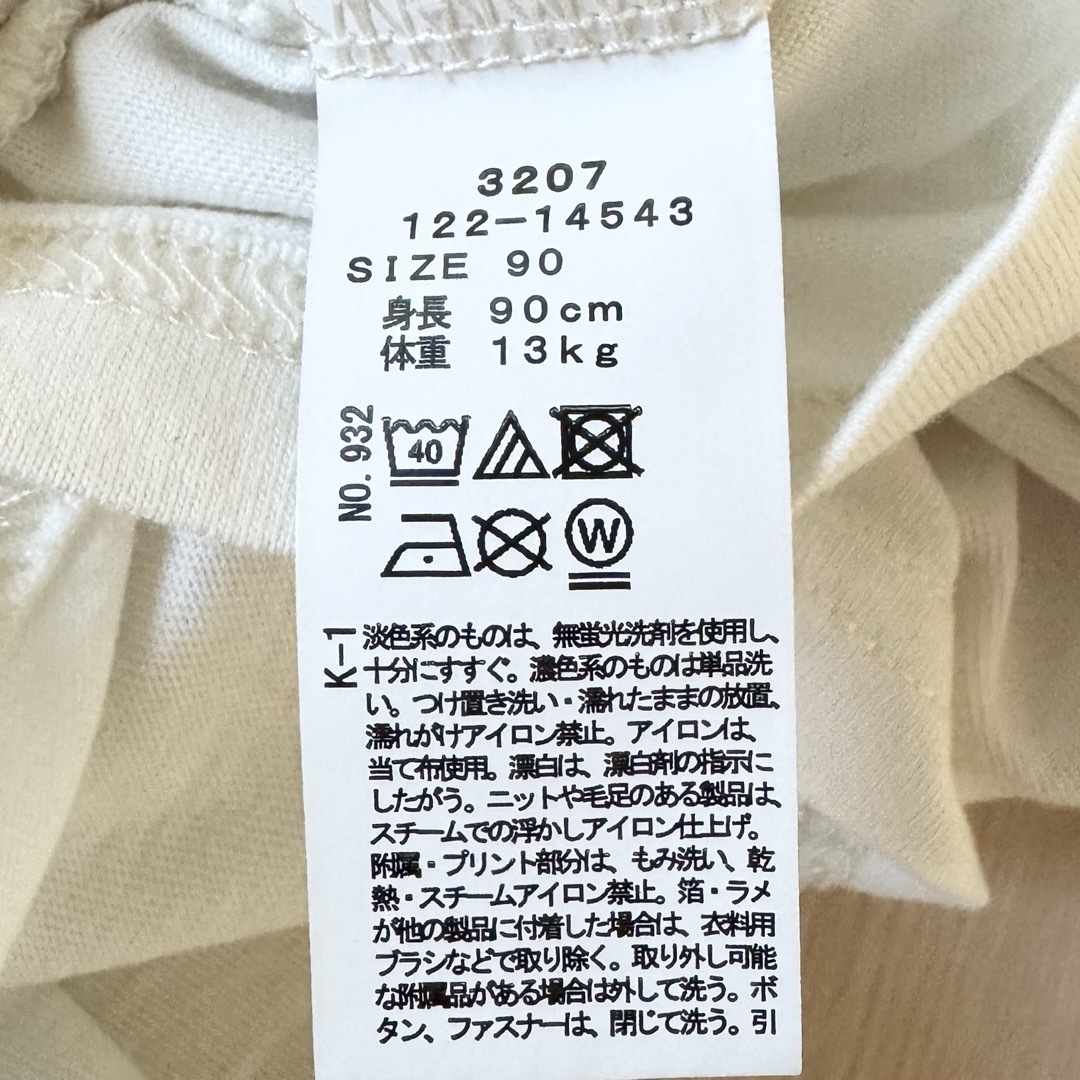 3207
122-14543
SIZE 90
身長 90cm
体重 13kg
NO. 932
40
W
K-1
淡色系のものは、無蛍光洗剤を使用し、
十分にすすぐ。濃色系のものは単品洗
い。つけ置き洗い・濡れたままの放置、
濡れがけアイロン禁止。アイロンは、
当て布使用。漂白は、漂白剤の指示に
したがう。ニットや毛足のある製品は、
スチームでの浮かしアイロン仕上げ。
附属・プリント部分は、もみ洗い、乾
熱・スチームアイロン禁止。箔・ラメ
が他の製品に付着した場合は、衣料用
ブラシなどで取り除く。取り外し可能
な附属品がある場合は外して洗う。ボ
タン、ファスナーは、閉じて洗う。引